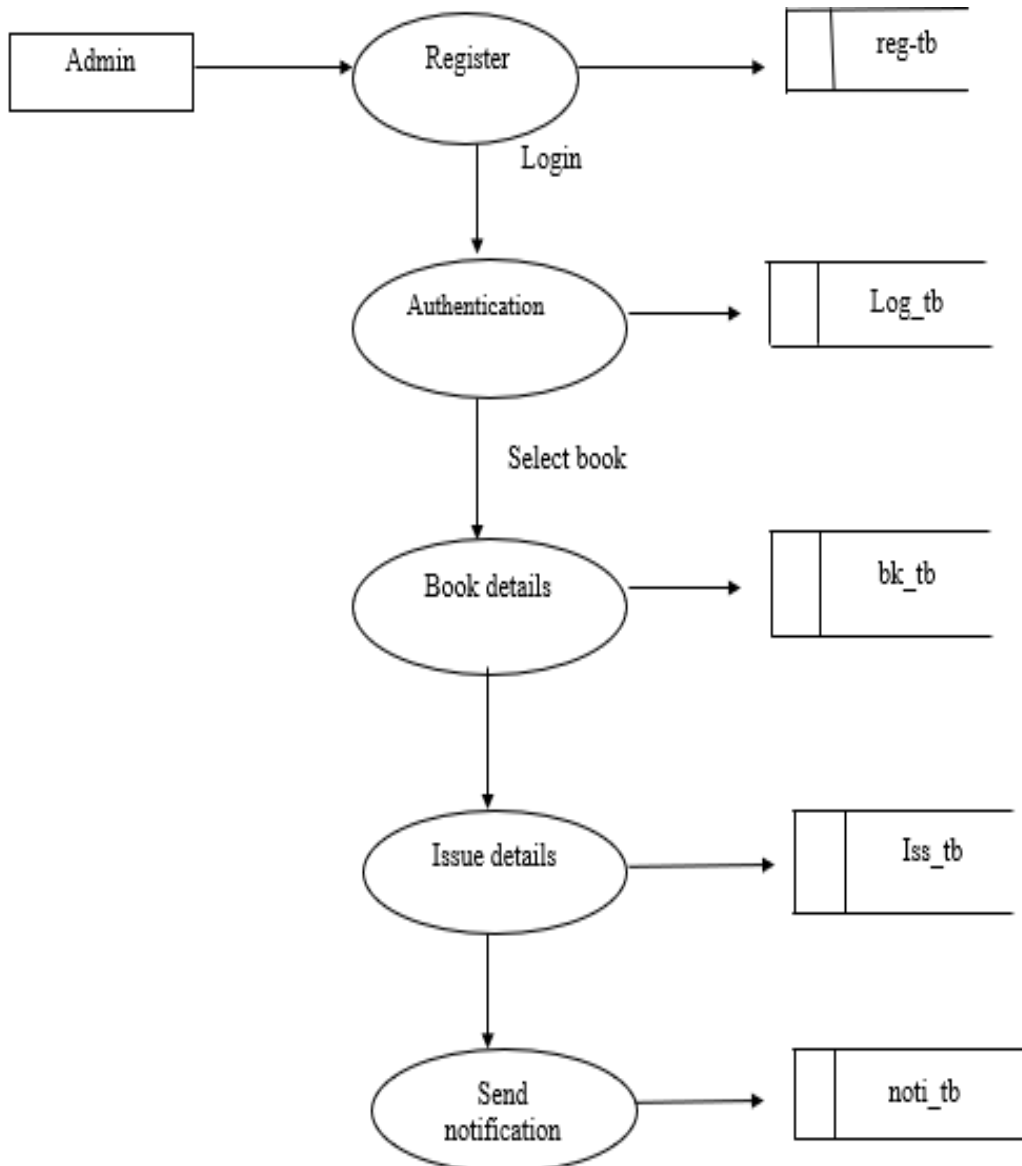 Admin
Register
reg-tb
Login
Authentication
Log_tb
Select book
Book details
bk_tb
Issue details
Iss_tb
Send
notification
noti_tb